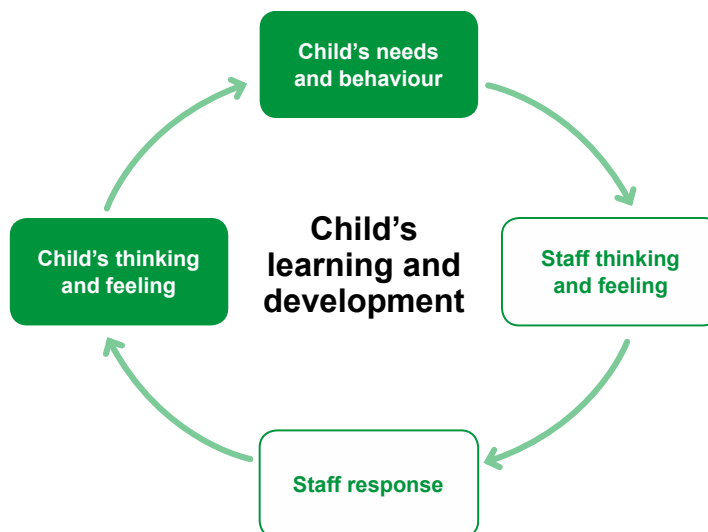 Child’s needs
and behaviour
Child’s thinking
and feeling
Child’s
learning and
development
Staff thinking
and feeling
Staff response